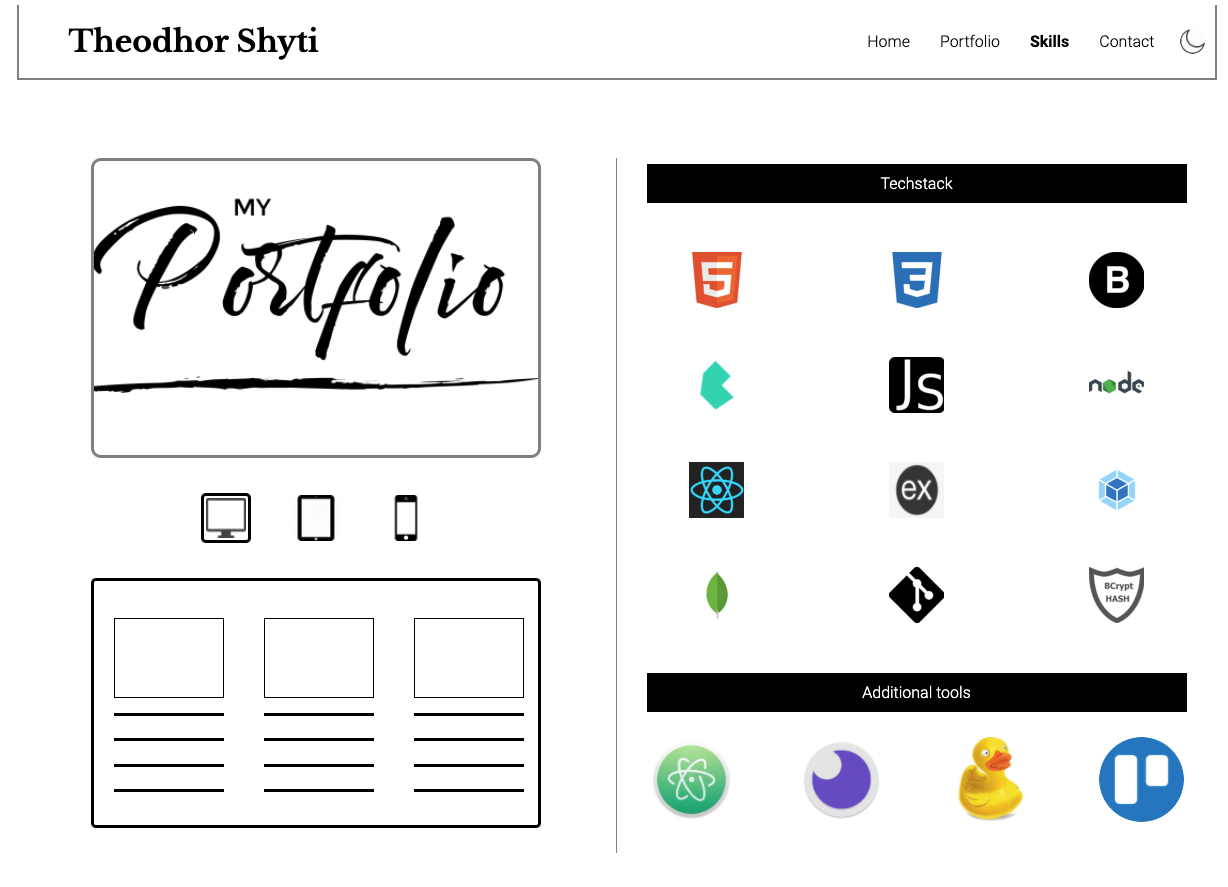 Theodhor Shyti
Home Portfolio Skills Contact
MY
Portfolio
Techstack
5
3
B
JS
node
ex
BCrypt
HASH
Additional tools